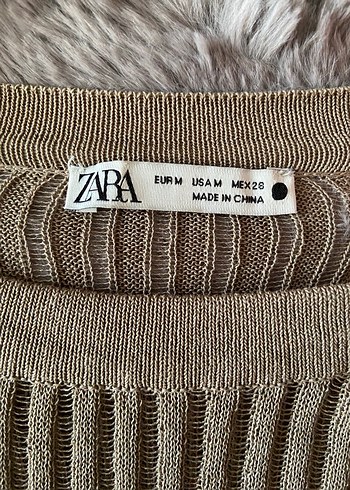 ZARA
EUR M USA M MEX 28
MADE IN CHINA